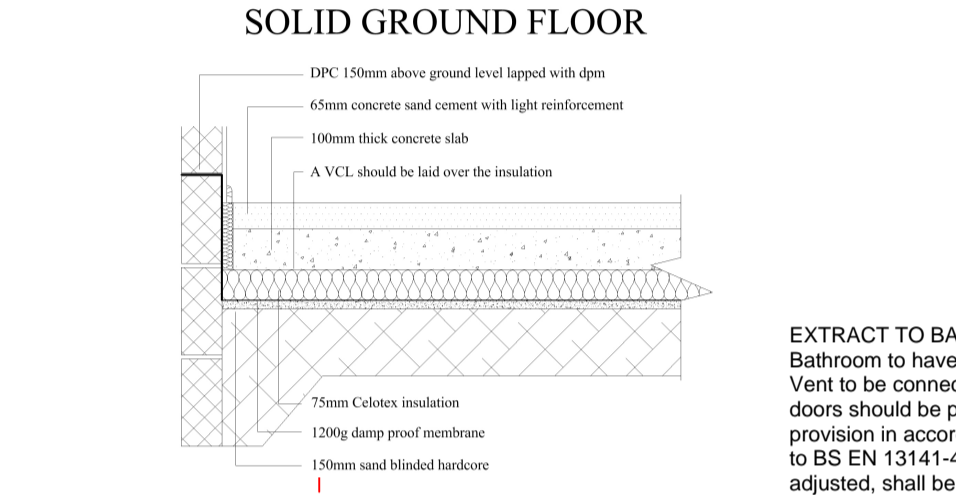 SOLID GROUND FLOOR
DPC 150mm above ground level lapped with dpm
65mm concrete sand cement with light reinforcement
100mm thick concrete slab
A VCL should be laid over the insulation
75mm Celotex insulation
1200g damp proof membrane
150mm sand blinded hardcore
EXTRACT TO BA
Bathroom to have
Vent to be connec
doors should be p
provision in accor
to BS EN 13141-4
adjusted, shall be